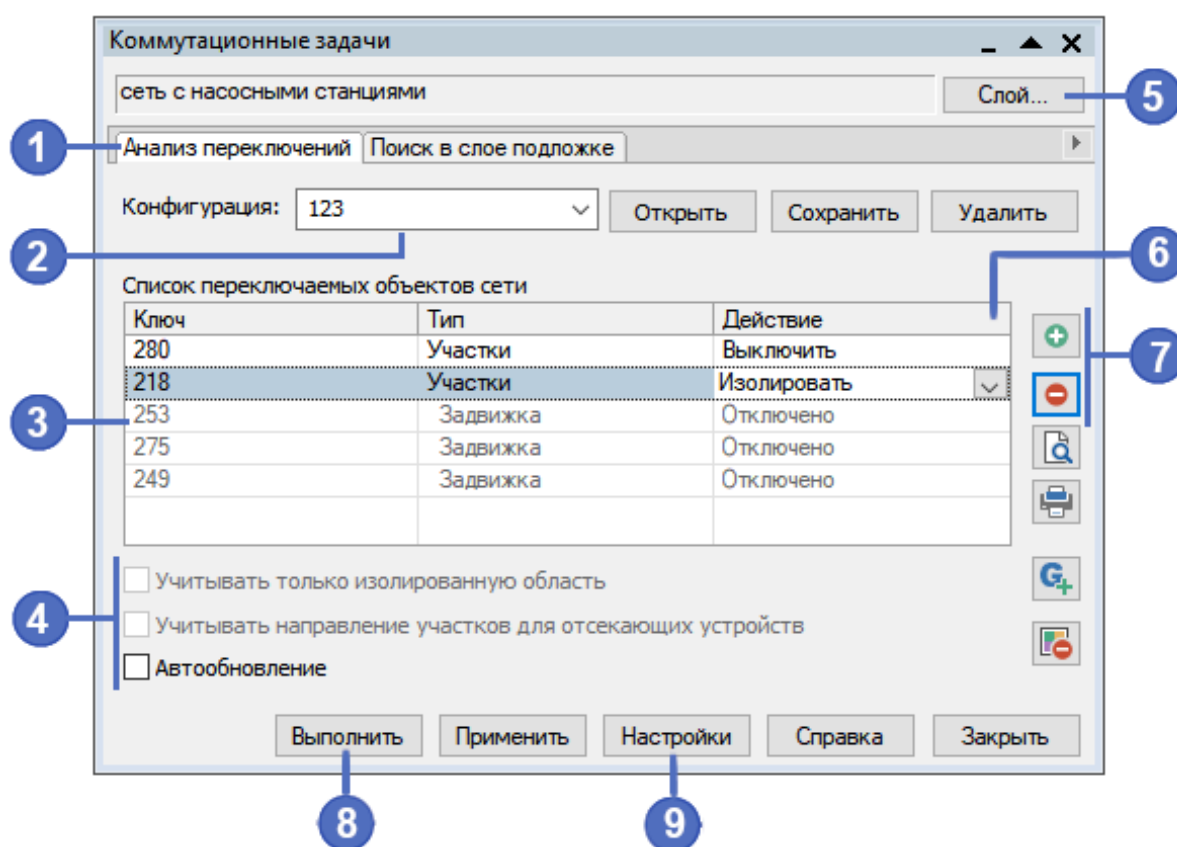 Коммутационные задачи
сеть с насосными станциями
Слой...
5
1
Анализ переключений
Поиск в слое подложке
Конфигурация:
123
Открыть
Сохранить
Удалить
2
6
Список переключаемых объектов сети
Ключ Тип Действие
280 Участки Выключить
7
218 Участки Изолировать
3
253 Задвижка Отключено
275 Задвижка Отключено
249 Задвижка Отключено
4
Учитывать только изолированную область
Учитывать направление участков для отсекающих устройств
Автообновление
G+
Выполнить
Применить
Настройки
Справка
Закрыть
8
9